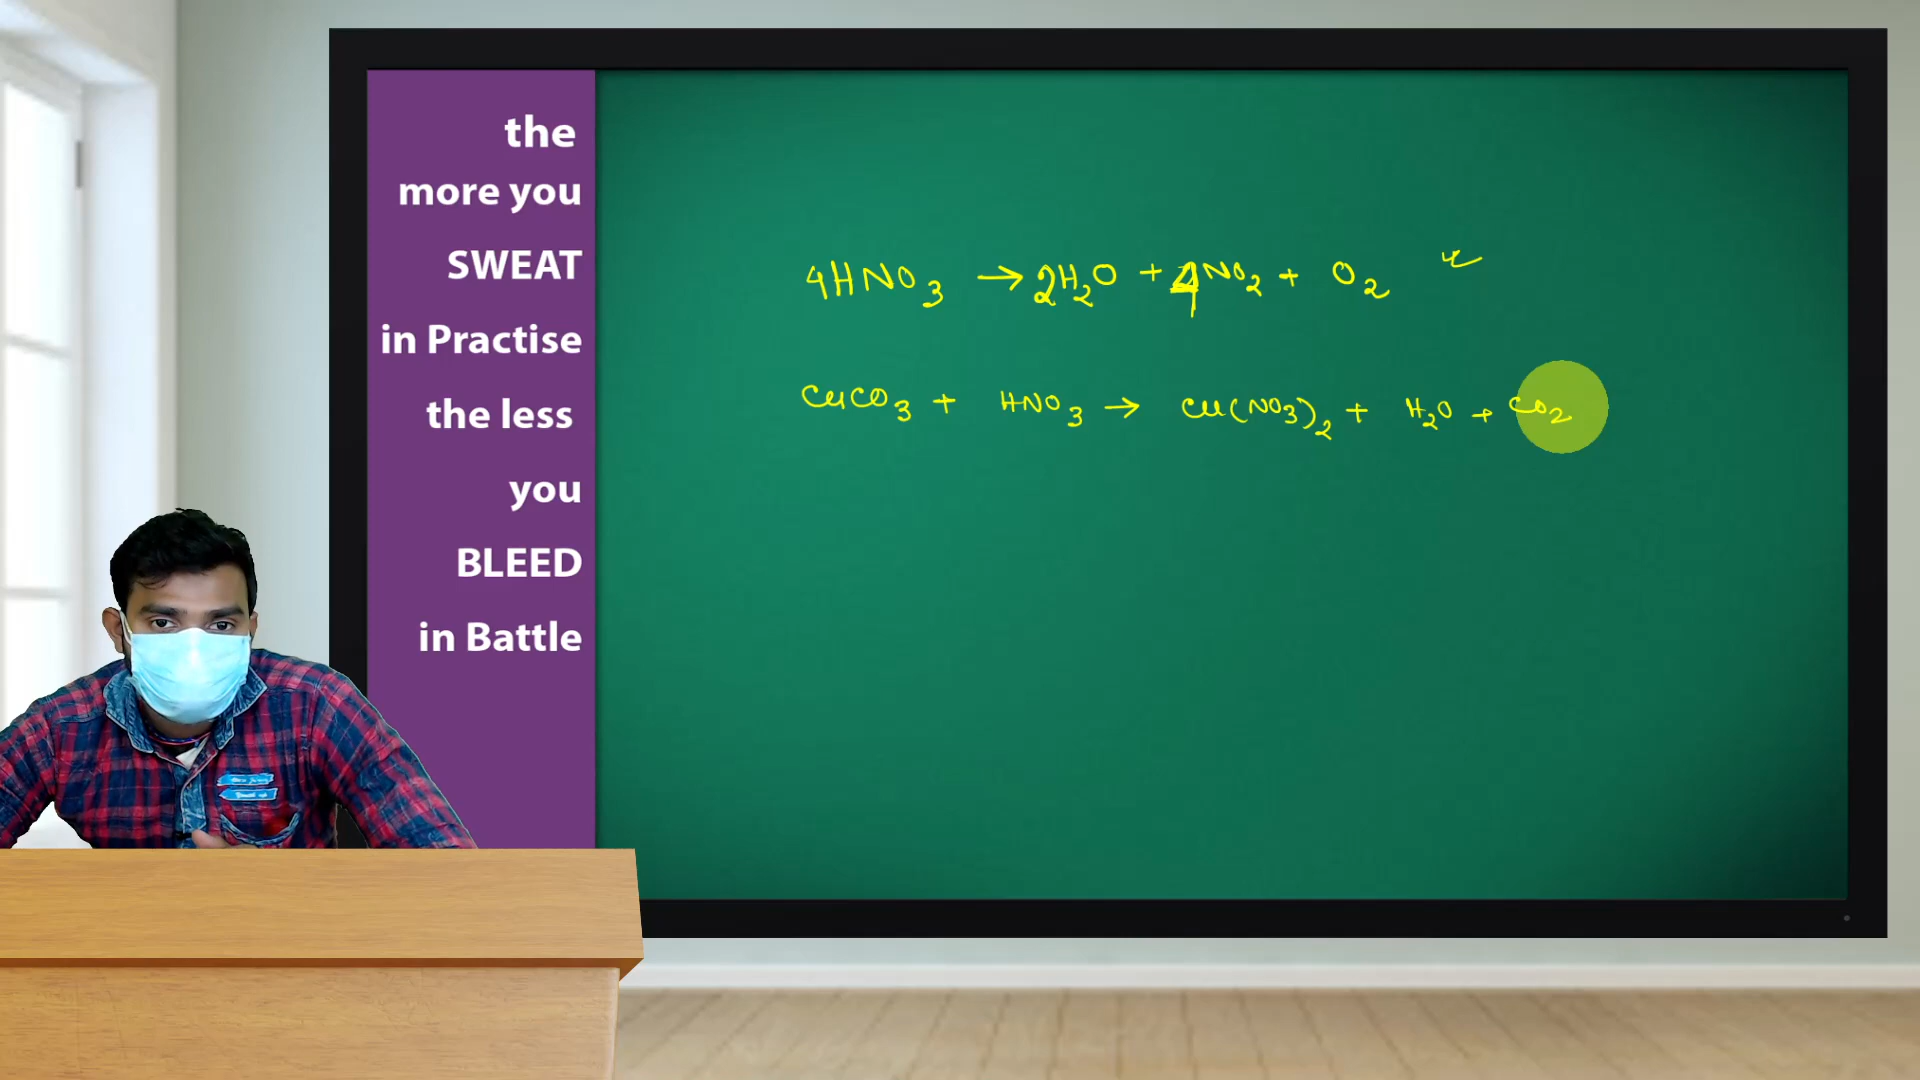 the
more you
SWEAT
in Practise
the less
you
BLEED
in Battle
4HNO3 → 2H2O + 4NO2 + O2
CuCO3 + HNO3 → Cu(NO3)2 + H2O + CO2